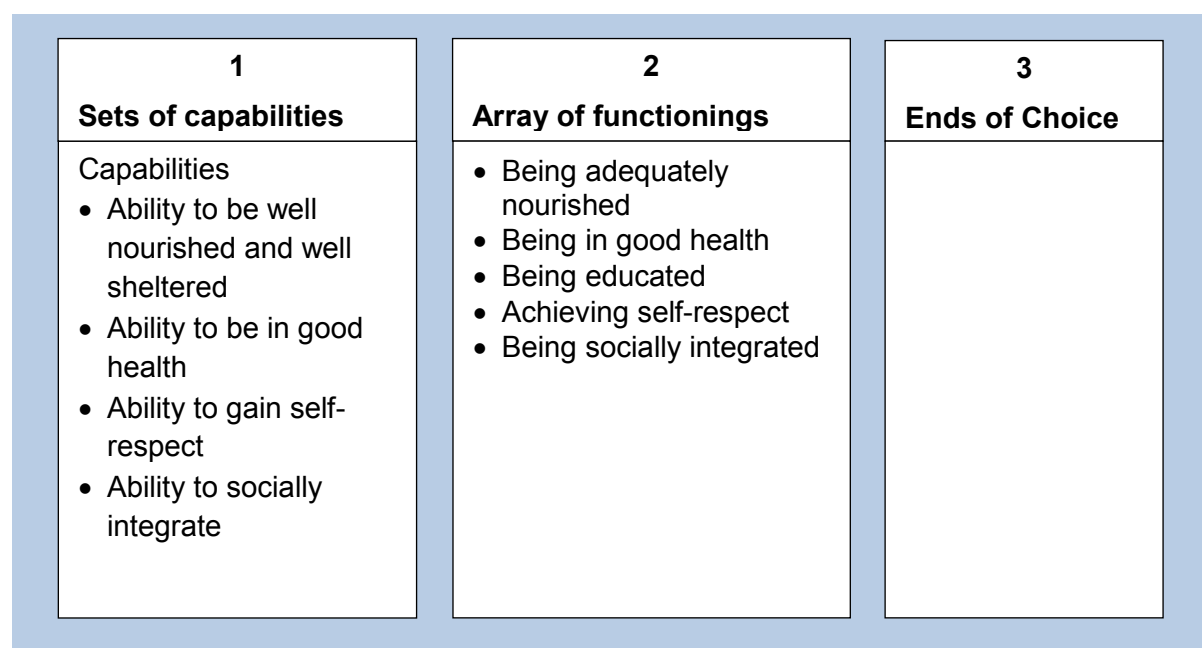 1
Sets of capabilities
Capabilities
• Ability to be well
nourished and well
sheltered
• Ability to be in good
health
• Ability to gain self-
respect
• Ability to socially
integrate
2
Array of functionings
• Being adequately
nourished
• Being in good health
• Being educated
• Achieving self-respect
• Being socially integrated
3
Ends of Choice